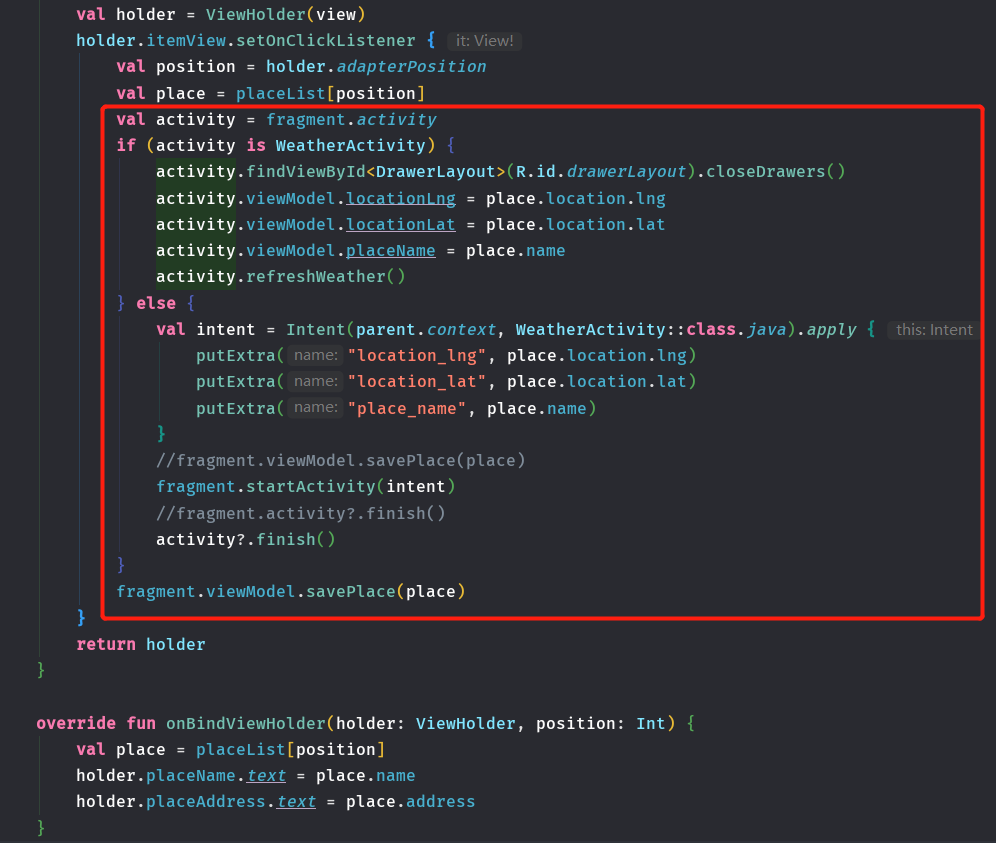 val holder = ViewHolder(view)
holder.itemView.setOnClickListener { it: View!
val position = holder.adapterPosition
val place = placeList[position]
val activity = fragment.activity
if (activity is WeatherActivity) {
activity.findViewById<DrawerLayout>(R.id.drawerLayout).closeDrawers()
activity.viewModel.locationLng = place.location.lng
activity.viewModel.locationLat = place.location.lat
activity.viewModel.placeName = place.name
activity.refreshWeather()
} else {
val intent = Intent(parent.context, WeatherActivity::class.java).apply { this: Intent
putExtra( name: "location_lng", place.location.lng)
putExtra( name: "location_lat", place.location.lat)
putExtra( name: "place_name", place.name)
}
//fragment.viewModel.savePlace(place)
fragment.startActivity(intent)
//fragment.activity?.finish()
activity?.finish()
}
fragment.viewModel.savePlace(place)
}
return holder
}
override fun onBindViewHolder(holder: ViewHolder, position: Int) {
val place = placeList[position]
holder.placeName.text = place.name
holder.placeAddress.text = place.address
}